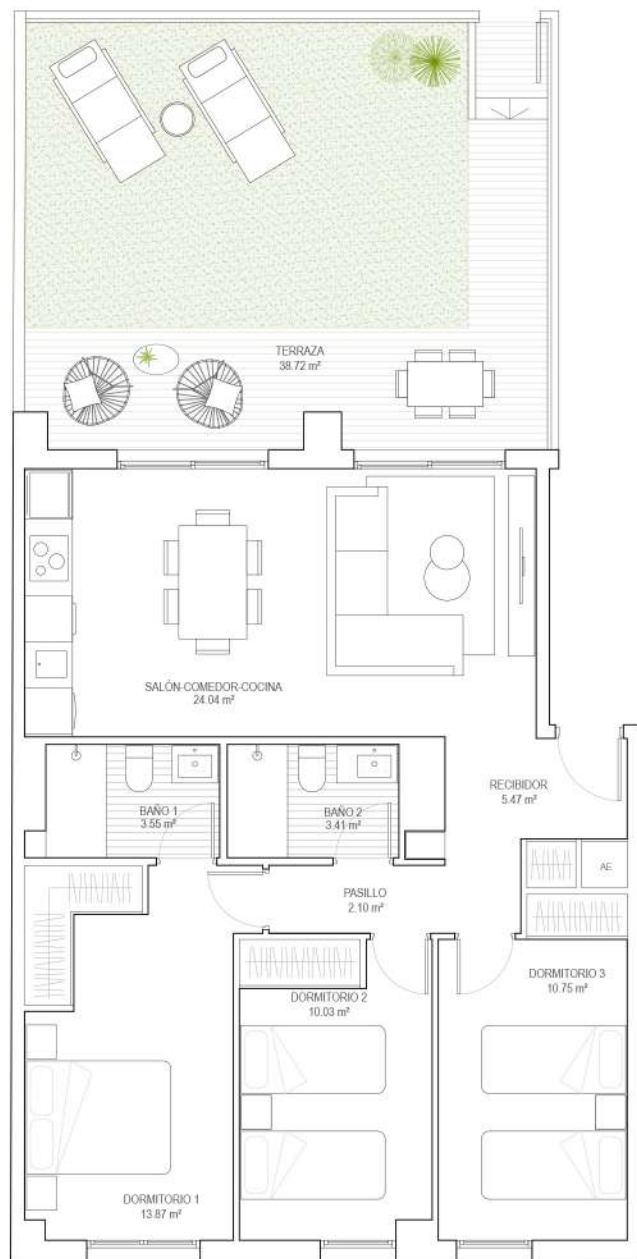 TERRAZA
38.72 m²
SALÓN-COMEDOR-COCINA
24.04 m²
RECIBIDOR
5.47 m²
BAÑO 1
3.55 m²
BAÑO 2
3.41 m²
AE
PASILLO
2.10 m²
DORMITORIO 3
10.75 m²
DORMITORIO 2
10.03 m²
DORMITORIO 1
13.87 m²